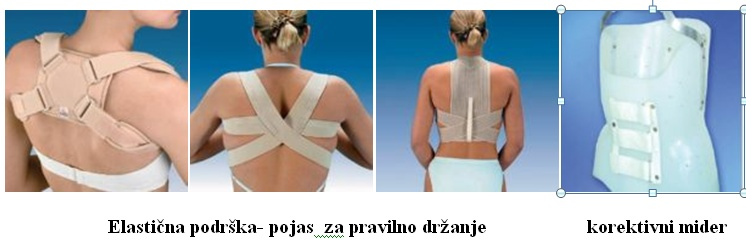 Elastična podrška- pojas za pravilno držanje korektivni mider